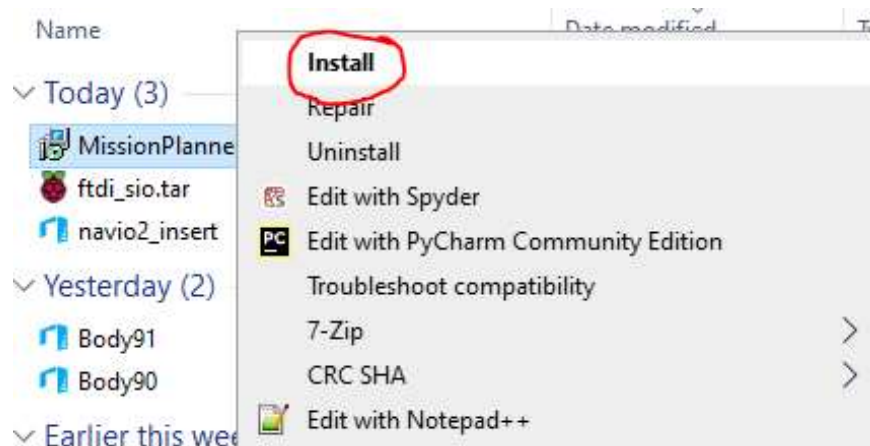 Name
Date modified
Install
Today (3)
Repair
MissionPlanne
Uninstall
ftdi_sio.tar
Edit with Spyder
navio2_insert
PC
Edit with PyCharm Community Edition
Yesterday (2)
Troubleshoot compatibility
Body91
7-Zip
Body90
CRC SHA
Edit with Notepad++
Earlier this wee